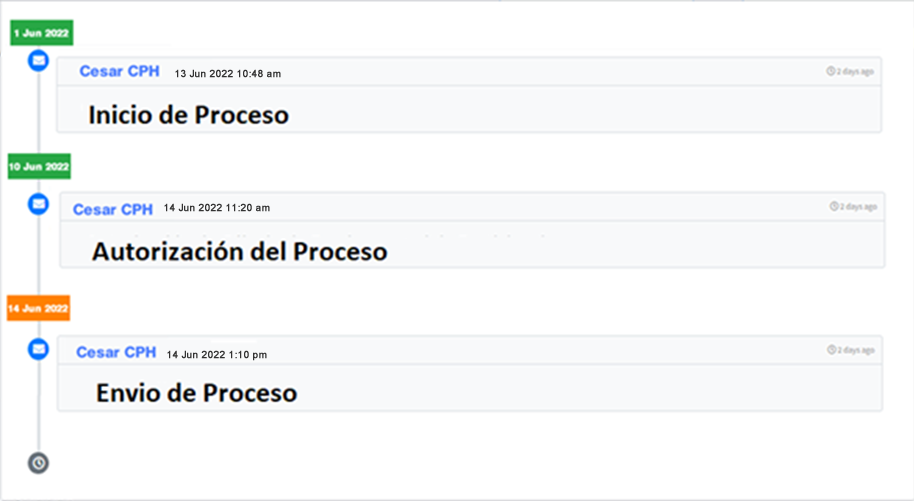 1 Jun 2022
Cesar CPH 13 Jun 2022 10:48 am 2 days ago
Inicio de Proceso
10 Jun 2022
Cesar CPH 14 Jun 2022 11:20 am 2 days ago
Autorización del Proceso
14 Jun 2022
Cesar CPH 14 Jun 2022 1:10 pm 2 days ago
Envio de Proceso